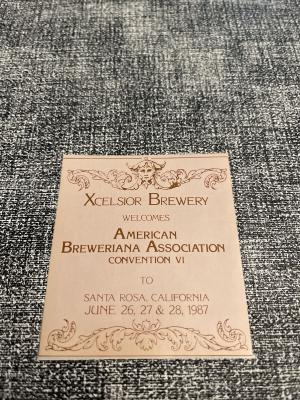 Xcelsior Brewery
welcomes
American
Breweriana Association
Convention VI
to
Santa Rosa, California
June 26, 27 & 28, 1987